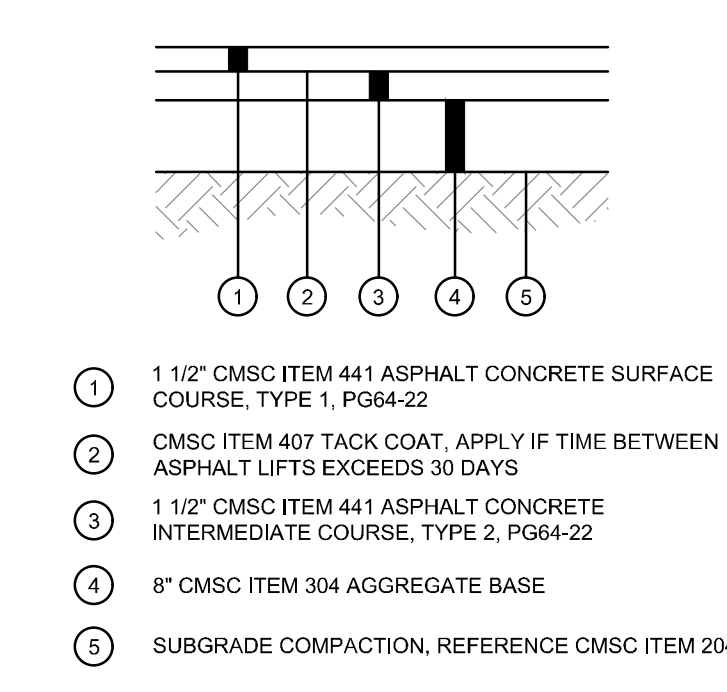 1 2 3 4 5
1 1 1/2" CMSC ITEM 441 ASPHALT CONCRETE SURFACE
COURSE, TYPE 1, PG64-22
2 CMSC ITEM 407 TACK COAT, APPLY IF TIME BETWEEN
ASPHALT LIFTS EXCEEDS 30 DAYS
3 1 1/2" CMSC ITEM 441 ASPHALT CONCRETE
INTERMEDIATE COURSE, TYPE 2, PG64-22
4 8" CMSC ITEM 304 AGGREGATE BASE
5 SUBGRADE COMPACTION, REFERENCE CMSC ITEM 204